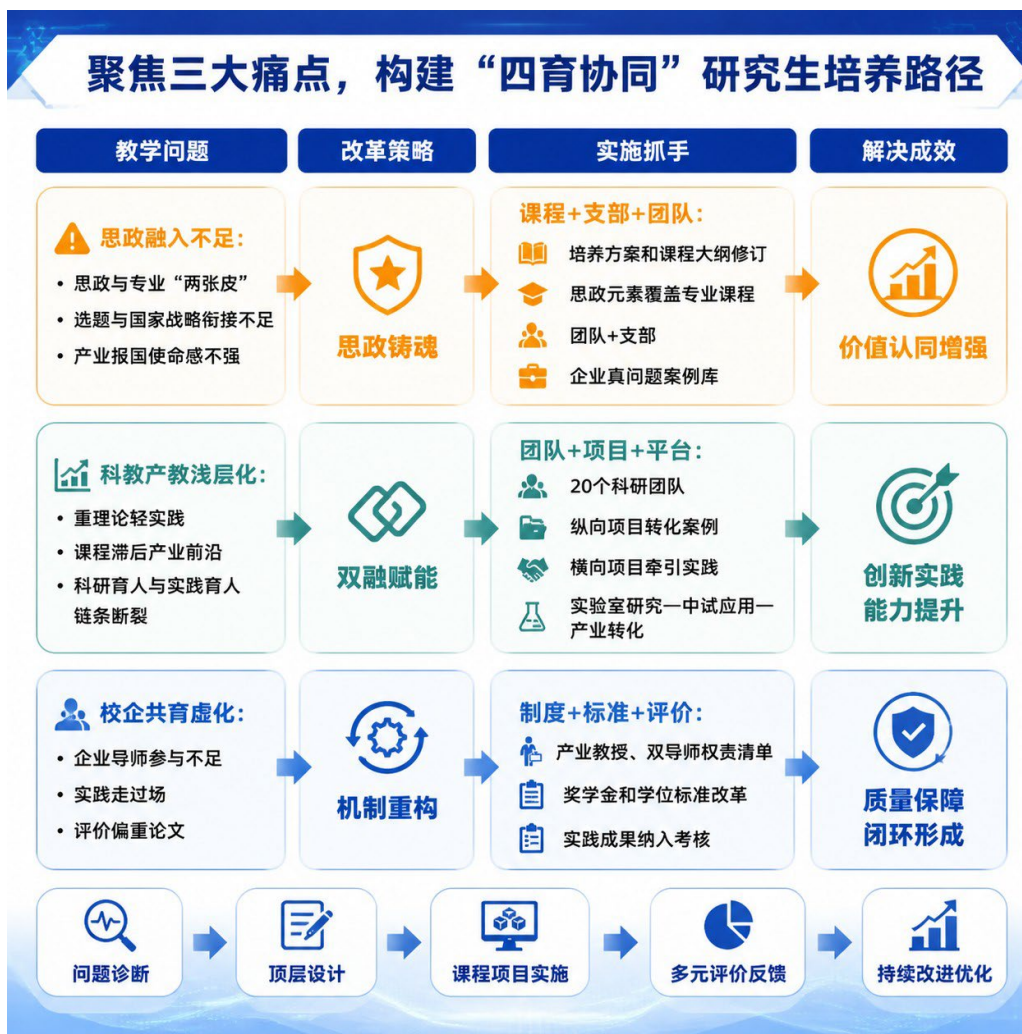 聚焦三大痛点，构建“四育协同”研究生培养路径
教学问题
改革策略
实施抓手
解决成效
思政融入不足：
• 思政与专业“两张皮”
• 选题与国家战略衔接不足
• 产业报国使命感不强
思政铸魂
课程+支部+团队：
培养方案和课程大纲修订
思政元素覆盖专业课程
团队+支部
企业真问题案例库
价值认同增强
科教产教浅层化：
• 重理论轻实践
• 课程滞后产业前沿
• 科研育人与实践育人
链条断裂
双融赋能
团队+项目+平台：
20个科研团队
纵向项目转化案例
横向项目牵引实践
实验室研究—中试应用—
产业转化
创新实践
能力提升
校企共育虚化：
• 企业导师参与不足
• 实践走过场
• 评价偏重论文
机制重构
制度+标准+评价：
产业教授、双导师权责清单
奖学金和学位标准改革
实践成果纳入考核
质量保障
闭环形成
问题诊断
顶层设计
课程项目实施
多元评价反馈
持续改进优化